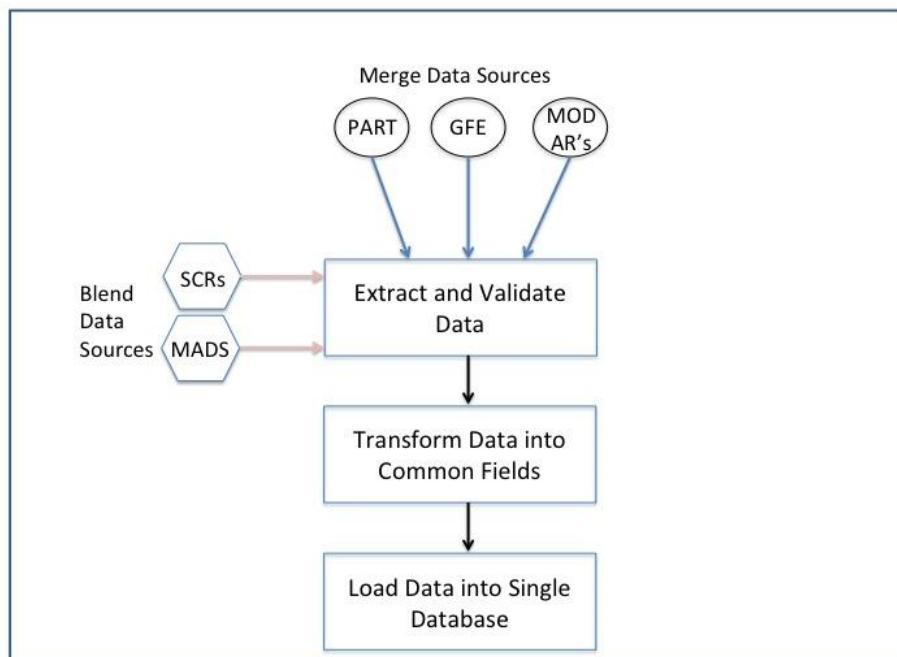 Merge Data Sources
PART
GFE
MOD
AR's
SCRs
Blend
Data
Sources
MADS
Extract and Validate
Data
Transform Data into
Common Fields
Load Data into Single
Database